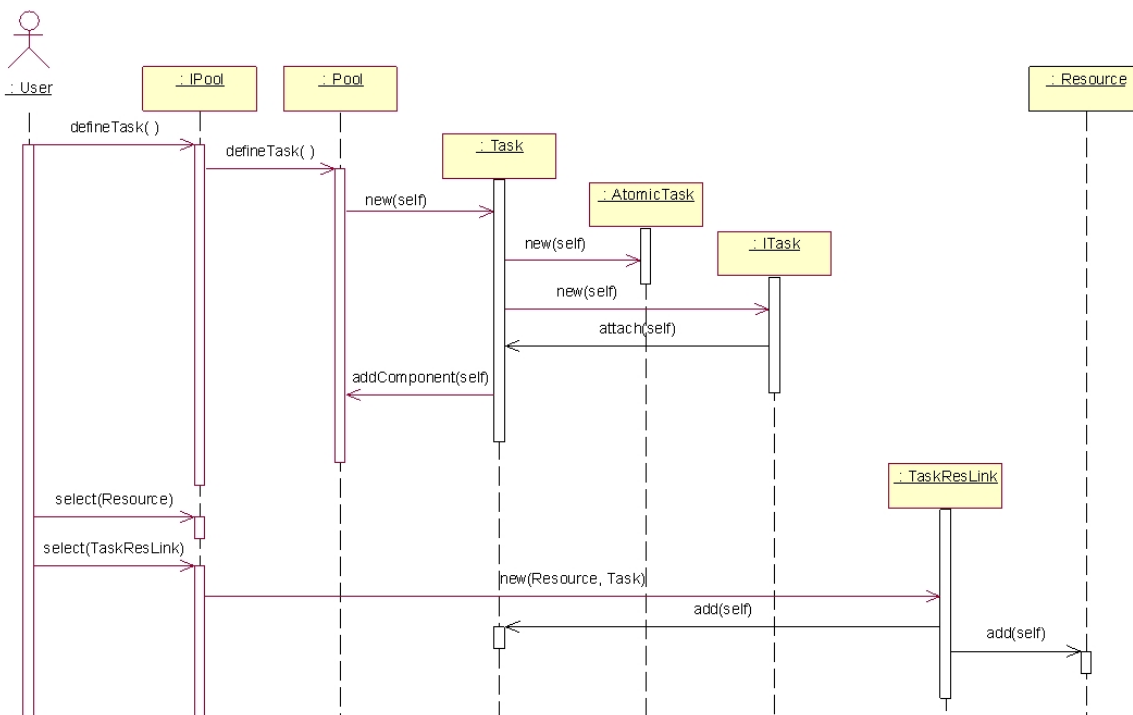 : User
: IPool
: Pool
: Resource
defineTask( )
defineTask( )
: Task
new(self)
: AtomicTask
new(self)
: ITask
new(self)
attach(self)
addComponent(self)
: TaskResLink
select(Resource)
select(TaskResLink)
new(Resource, Task)
add(self)
add(self)